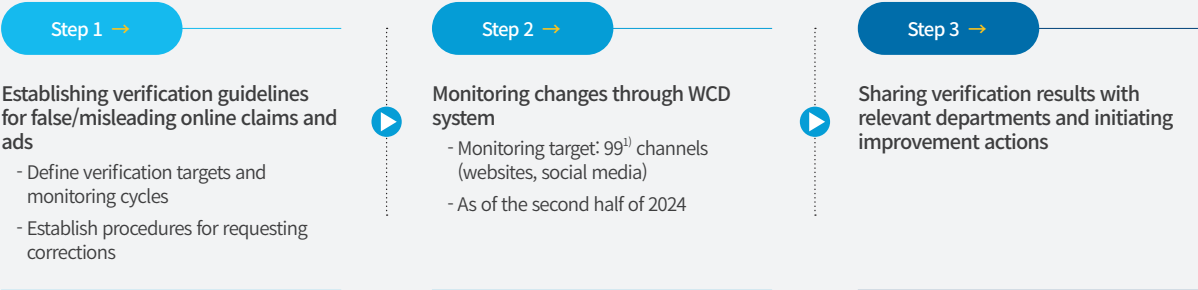 Step 1 →
Establishing verification guidelines
for false/misleading online claims and
ads
- Define verification targets and
monitoring cycles
- Establish procedures for requesting
corrections
Step 2 →
Monitoring changes through WCD
system
- Monitoring target: 99¹⁾ channels
(websites, social media)
- As of the second half of 2024
Step 3 →
Sharing verification results with
relevant departments and initiating
improvement actions